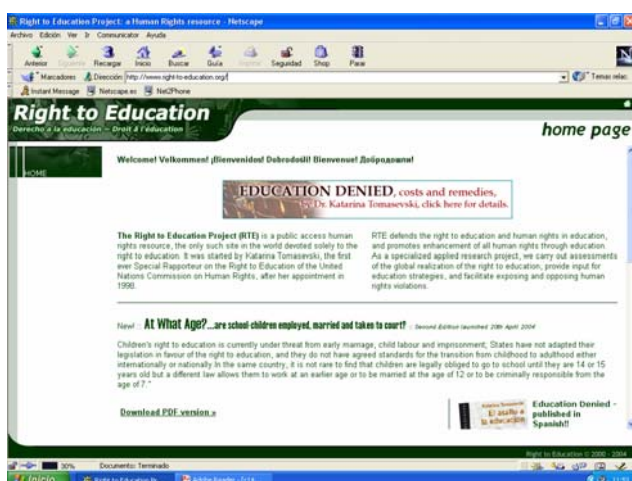 Right to Education Project: a Human Rights resource - Netscape
Archivo Edición Ver Ir Communicator Ayuda
Anterior Siguiente Recargar Inicio Buscar Guía Imprimir Seguridad Shop Parar
Marcadores Dirección: http://www.right-to-education.org/ Temas relac.
Instant Message Netscape.es Net2Phone
Right to Education
Derecho a la educación ~ Droit à l'éducation
home page
HOME
Welcome! Velkommen! ¡Bienvenidos! Dobrodošli! Bienvenue! Добродошли!
EDUCATION DENIED, costs and remedies,
by Dr. Katarina Tomasevski, click here for details.
The Right to Education Project (RTE) is a public access human
rights resource, the only such site in the world devoted solely to the
right to education. It was started by Katarina Tomasevski, the first
ever Special Rapporteur on the Right to Education of the United
Nations Commission on Human Rights, after her appointment in
1998.
RTE defends the right to education and human rights in education,
and promotes enhancement of all human rights through education.
As a specialized applied research project, we carry out assessments
of the global realization of the right to education, provide input for
education strategies, and facilitate exposing and opposing human
rights violations.
New! :: At What Age?...are school-children employed, married and taken to court? :: Second Edition launched 20th April 2004
Children's right to education is currently under threat from early marriage, child labour and imprisonment; States have not adapted their
legislation in favour of the right to education, and they do not have agreed standards for the transition from childhood to adulthood either
internationally or nationally. In the same country, it is not rare to find that children are legally obliged to go to school until they are 14 or 15
years old but a different law allows them to work at an earlier age or to be married at the age of 12 or to be criminally responsible from the
age of 7."
Download PDF version »
Katarina Tomasevski
El asalto a
la educación
Education Denied -
published in
Spanish!!
Right to Education © 2000 - 2004
30% Documento: Terminado
Inicio Right to Education Pr... Adobe Reader